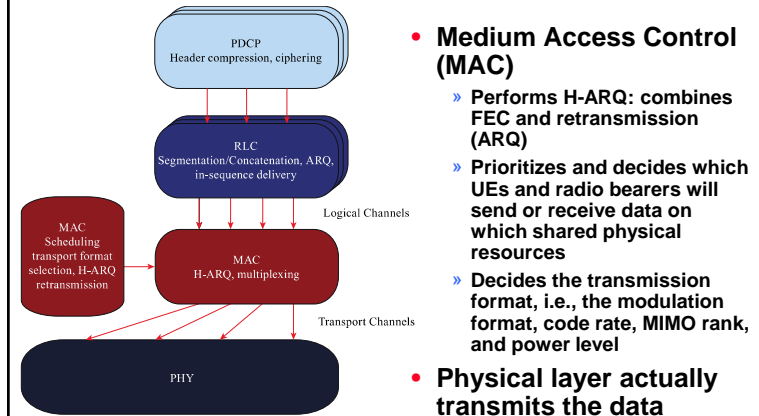 PDCP
Header compression, ciphering
RLC
Segmentation/Concatenation, ARQ,
in-sequence delivery
Logical Channels
MAC
Scheduling
transport format
selection, H-ARQ
retransmission
MAC
H-ARQ, multiplexing
Transport Channels
PHY
• Medium Access Control
(MAC)
» Performs H-ARQ: combines
FEC and retransmission
(ARQ)
» Prioritizes and decides which
UEs and radio bearers will
send or receive data on
which shared physical
resources
» Decides the transmission
format, i.e., the modulation
format, code rate, MIMO rank,
and power level
• Physical layer actually
transmits the data